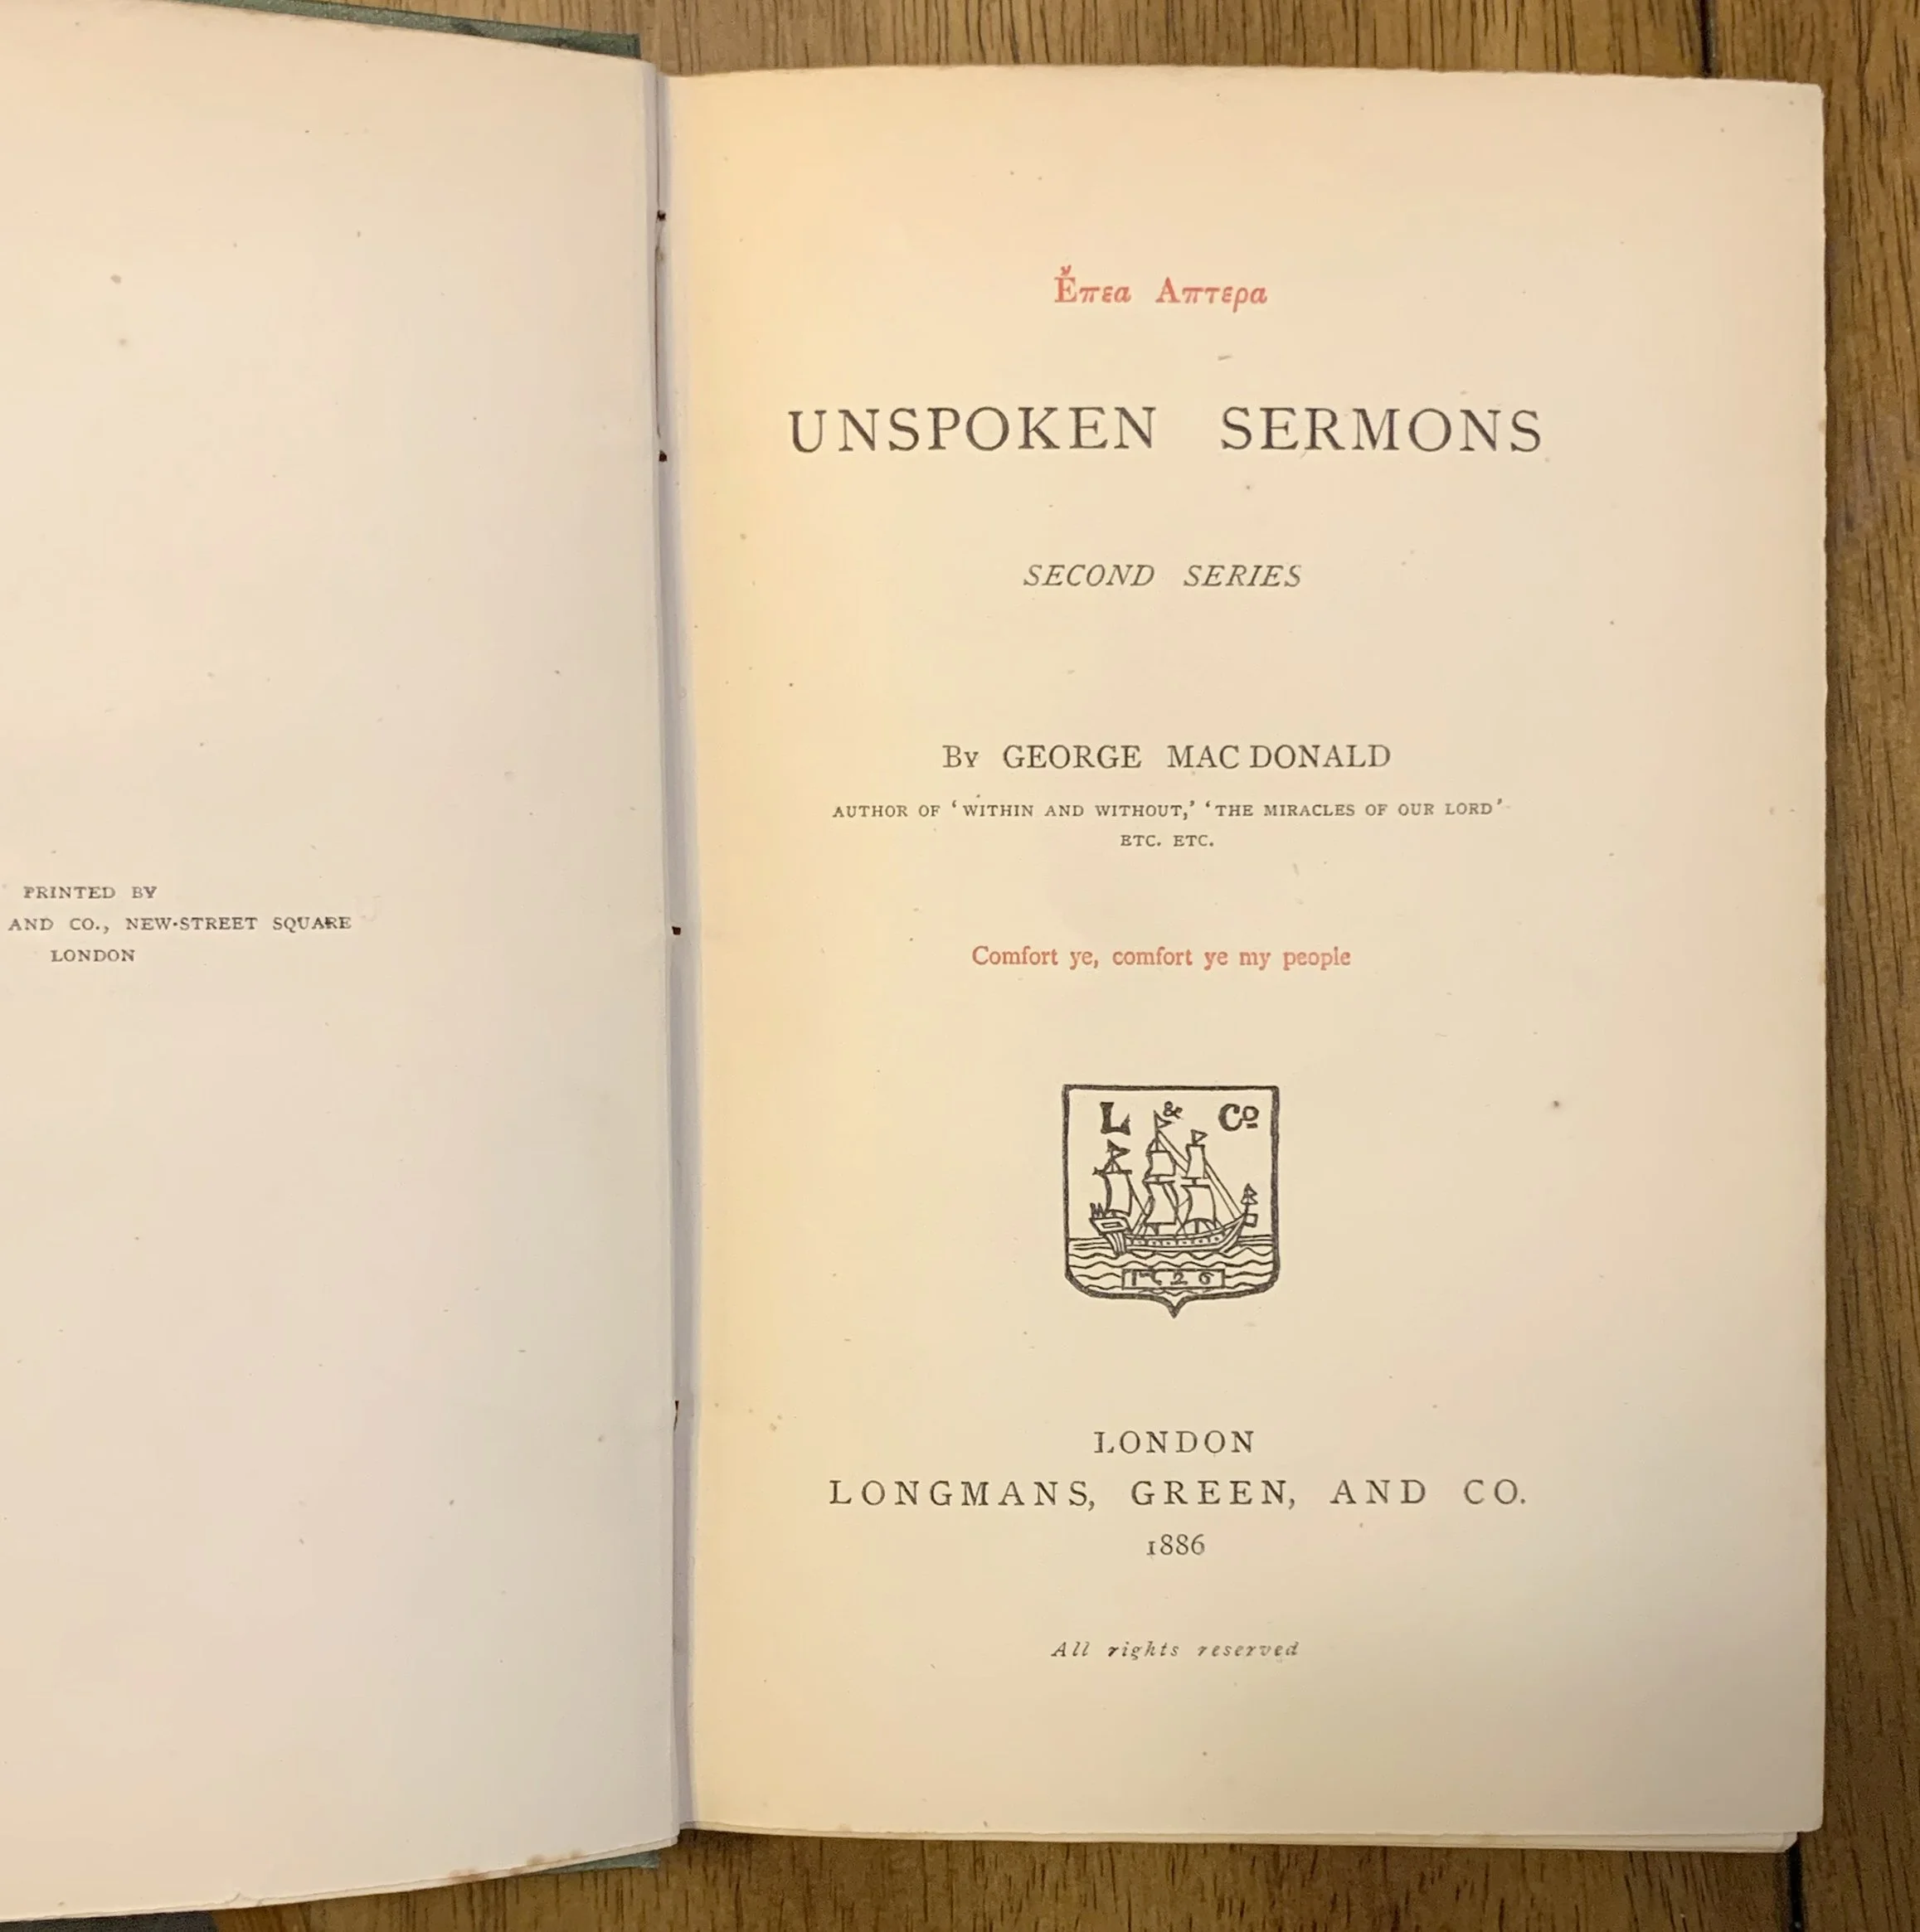 PRINTED BY
AND CO., NEW-STREET SQUARE
LONDON
Ἔπεα Απτερα
UNSPOKEN SERMONS
SECOND SERIES
By GEORGE MAC DONALD
AUTHOR OF ‘WITHIN AND WITHOUT,’ ‘THE MIRACLES OF OUR LORD’
ETC. ETC.
Comfort ye, comfort ye my people
L & Co
1726
LONDON
LONGMANS, GREEN, AND CO.
1886
All rights reserved